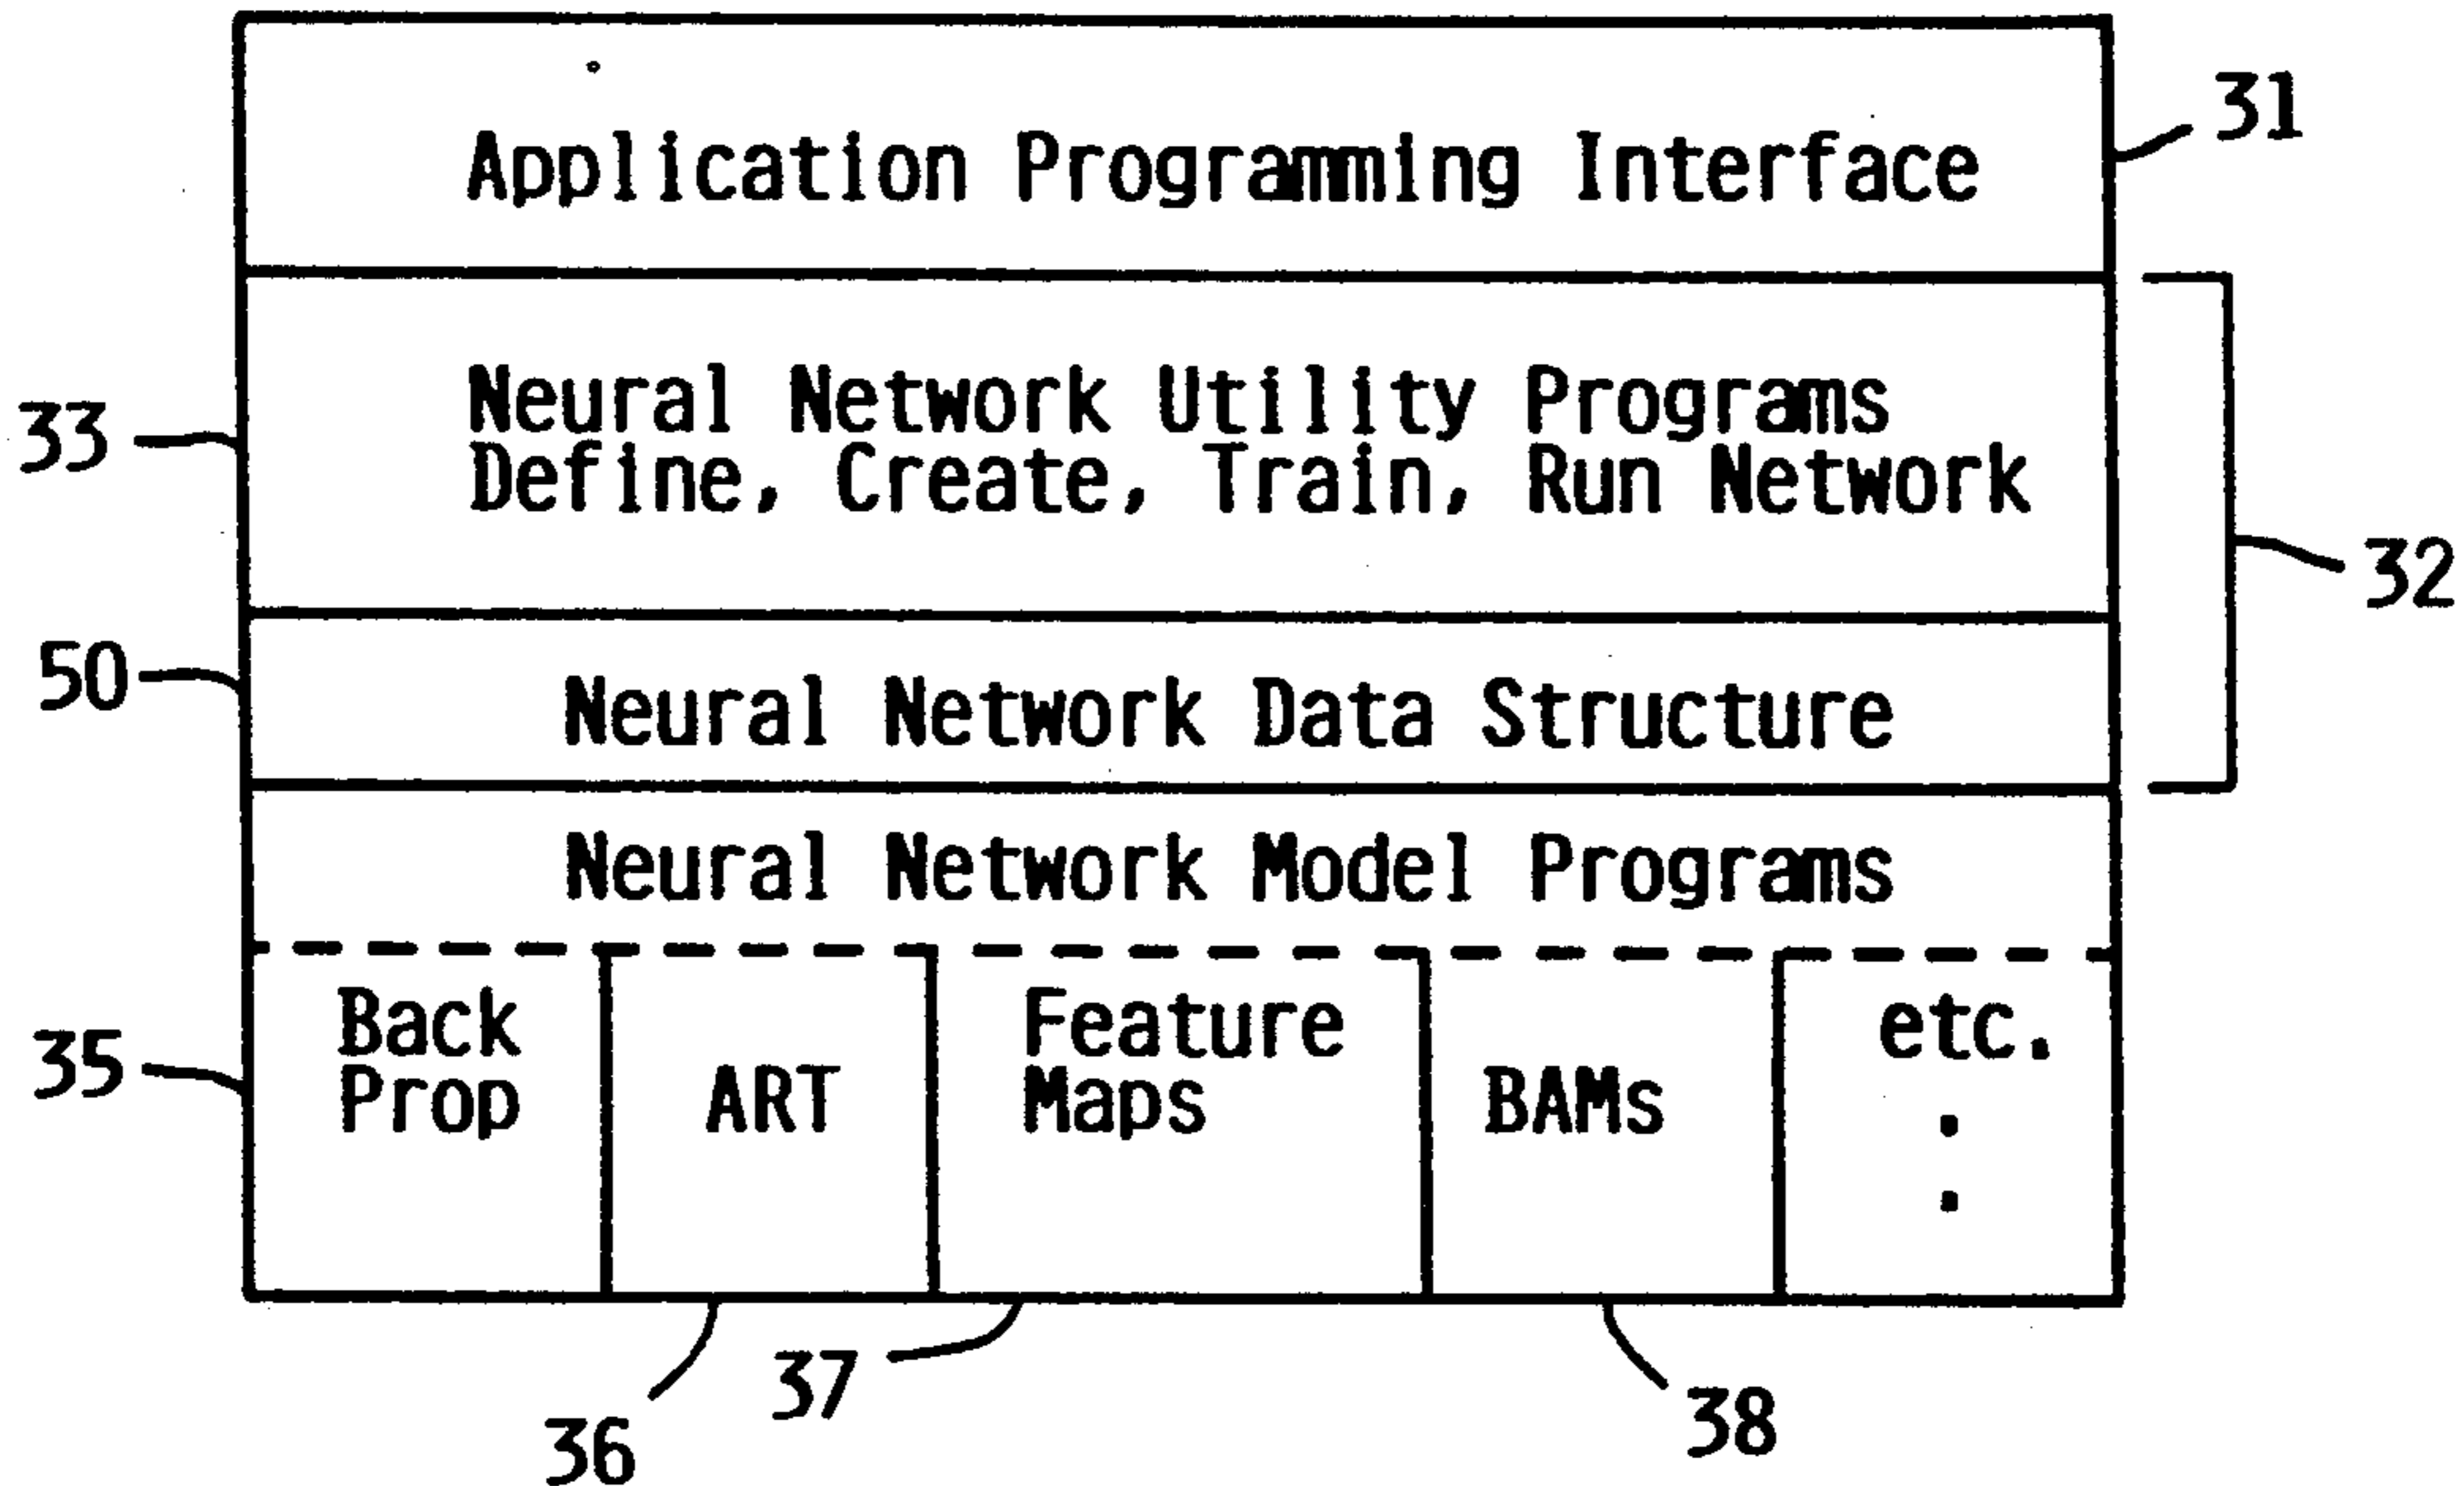 31
Application Programming Interface
33
Neural Network Utility Programs
Define, Create, Train, Run Network
32
50
Neural Network Data Structure
Neural Network Model Programs
35
Back
Prop
ART
Feature
Maps
BAMs
etc.
.
.
36
37
38